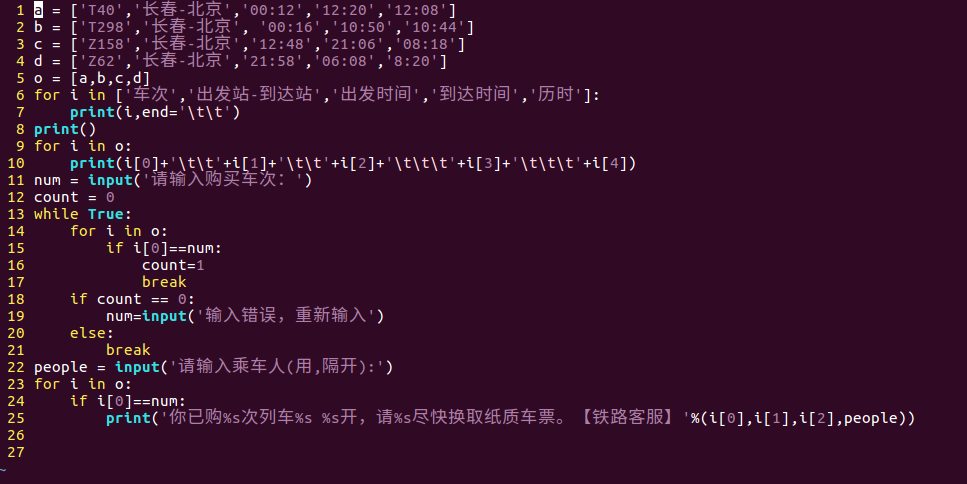 1 a = ['T40','长春-北京','00:12','12:20','12:08']
2 b = ['T298','长春-北京', '00:16','10:50','10:44']
3 c = ['Z158','长春-北京','12:48','21:06','08:18']
4 d = ['Z62','长春-北京','21:58','06:08','8:20']
5 o = [a,b,c,d]
6 for i in ['车次','出发站-到达站','出发时间','到达时间','历时']:
7     print(i,end='\t\t')
8 print()
9 for i in o:
10     print(i[0]+'\t\t'+i[1]+'\t\t'+i[2]+'\t\t\t'+i[3]+'\t\t\t'+i[4])
11 num = input('请输入购买车次：')
12 count = 0
13 while True:
14     for i in o:
15         if i[0]==num:
16             count=1
17             break
18     if count == 0:
19         num=input('输入错误，重新输入')
20     else:
21         break
22 people = input('请输入乘车人(用,隔开):')
23 for i in o:
24     if i[0]==num:
25         print('你已购%s次列车%s %s开，请%s尽快换取纸质车票。【铁路客服】'%(i[0],i[1],i[2],people))
26
27
~